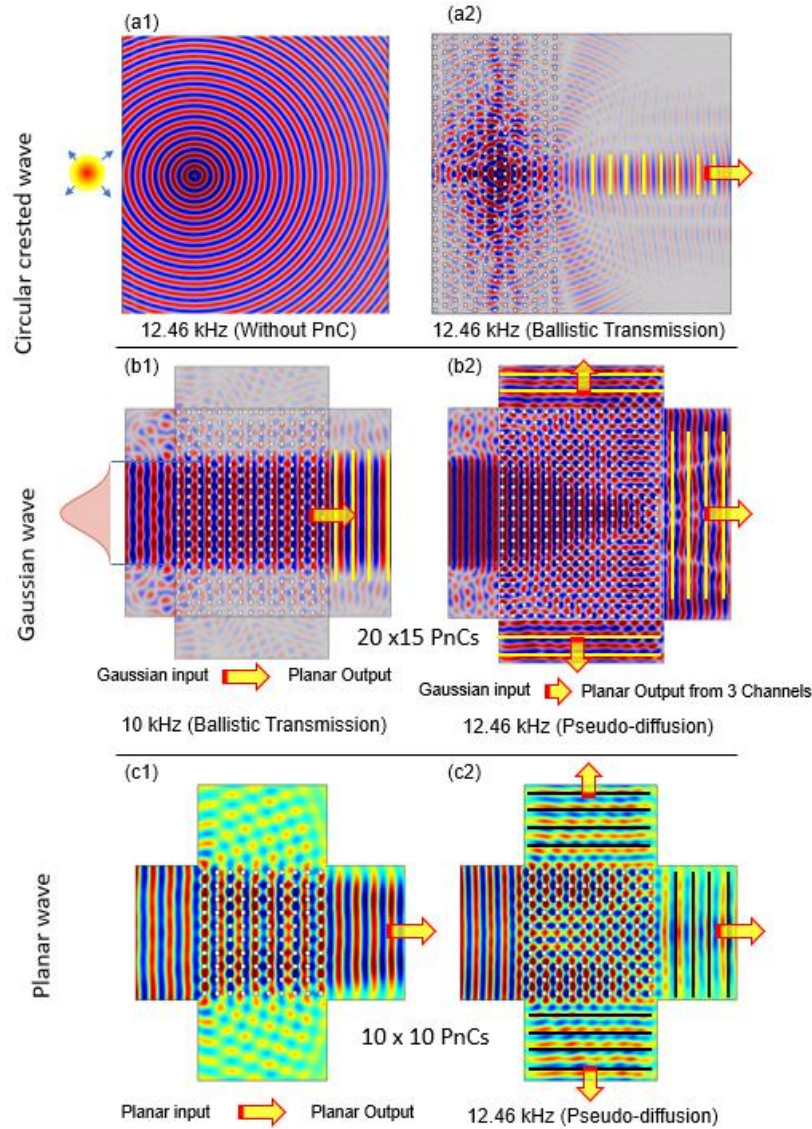 (a1)
(a2)
Circular crested wave
12.46 kHz (Without PnC)
12.46 kHz (Ballistic Transmission)
(b1)
(b2)
Gaussian wave
20 x15 PnCs
Gaussian input
Planar Output
Gaussian input
Planar Output from 3 Channels
10 kHz (Ballistic Transmission)
12.46 kHz (Pseudo-diffusion)
(c1)
(c2)
Planar wave
10 x 10 PnCs
Planar input
Planar Output
12.46 kHz (Pseudo-diffusion)